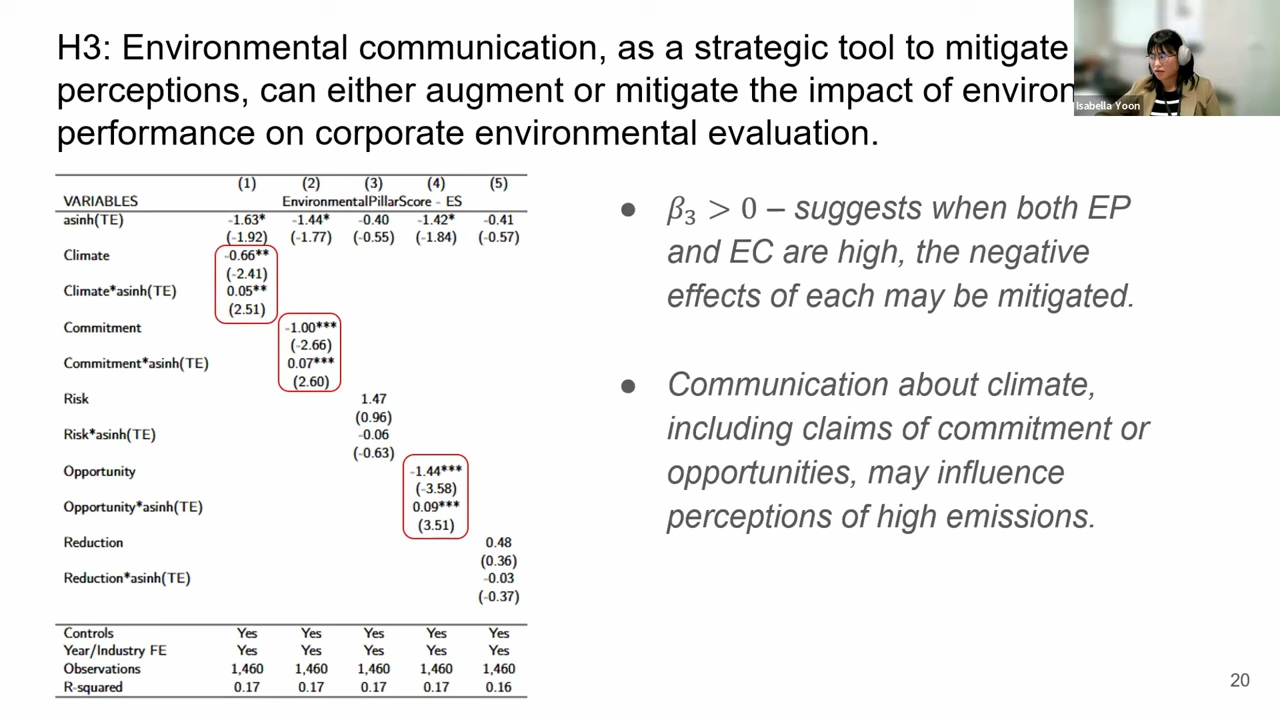 H3: Environmental communication, as a strategic tool to mitigate
perceptions, can either augment or mitigate the impact of
performance on corporate environmental evaluation.
Isabella Yoon
(1) (2) (3) (4) (5)
VARIABLES EnvironmentalPillarScore - ES
asinh(TE) -1.63* -1.44* -0.40 -1.42* -0.41
(-1.92) (-1.77) (-0.55) (-1.84) (-0.57)
Climate -0.66**
(-2.41)
Climate*asinh(TE) 0.05**
(2.51)
Commitment -1.00***
(-2.66)
Commitment*asinh(TE) 0.07***
(2.60)
Risk 1.47
(0.96)
Risk*asinh(TE) -0.06
(-0.63)
Opportunity -1.44***
(-3.58)
Opportunity*asinh(TE) 0.09***
(3.51)
Reduction 0.48
(0.36)
Reduction*asinh(TE) -0.03
(-0.37)
Controls Yes Yes Yes Yes Yes
Year/Industry FE Yes Yes Yes Yes Yes
Observations 1,460 1,460 1,460 1,460 1,460
R-squared 0.17 0.17 0.17 0.17 0.16
● β₃ > 0 – suggests when both EP
and EC are high, the negative
effects of each may be mitigated.
● Communication about climate,
including claims of commitment or
opportunities, may influence
perceptions of high emissions.
20